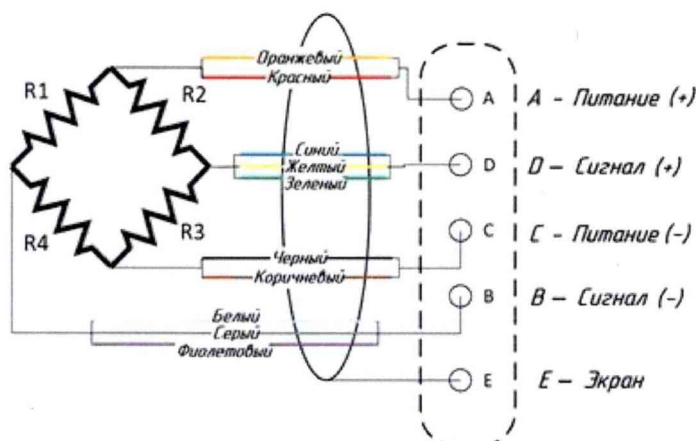 Оранжевый
Красный
R1
R2
A
A - Питание (+)
Синий
Желтый
Зеленый
D
D - Сигнал (+)
R4
R3
C
C - Питание (-)
Черный
Коричневый
Белый
Серый
Фиолетовый
B
B - Сигнал (-)
E
E - Экран